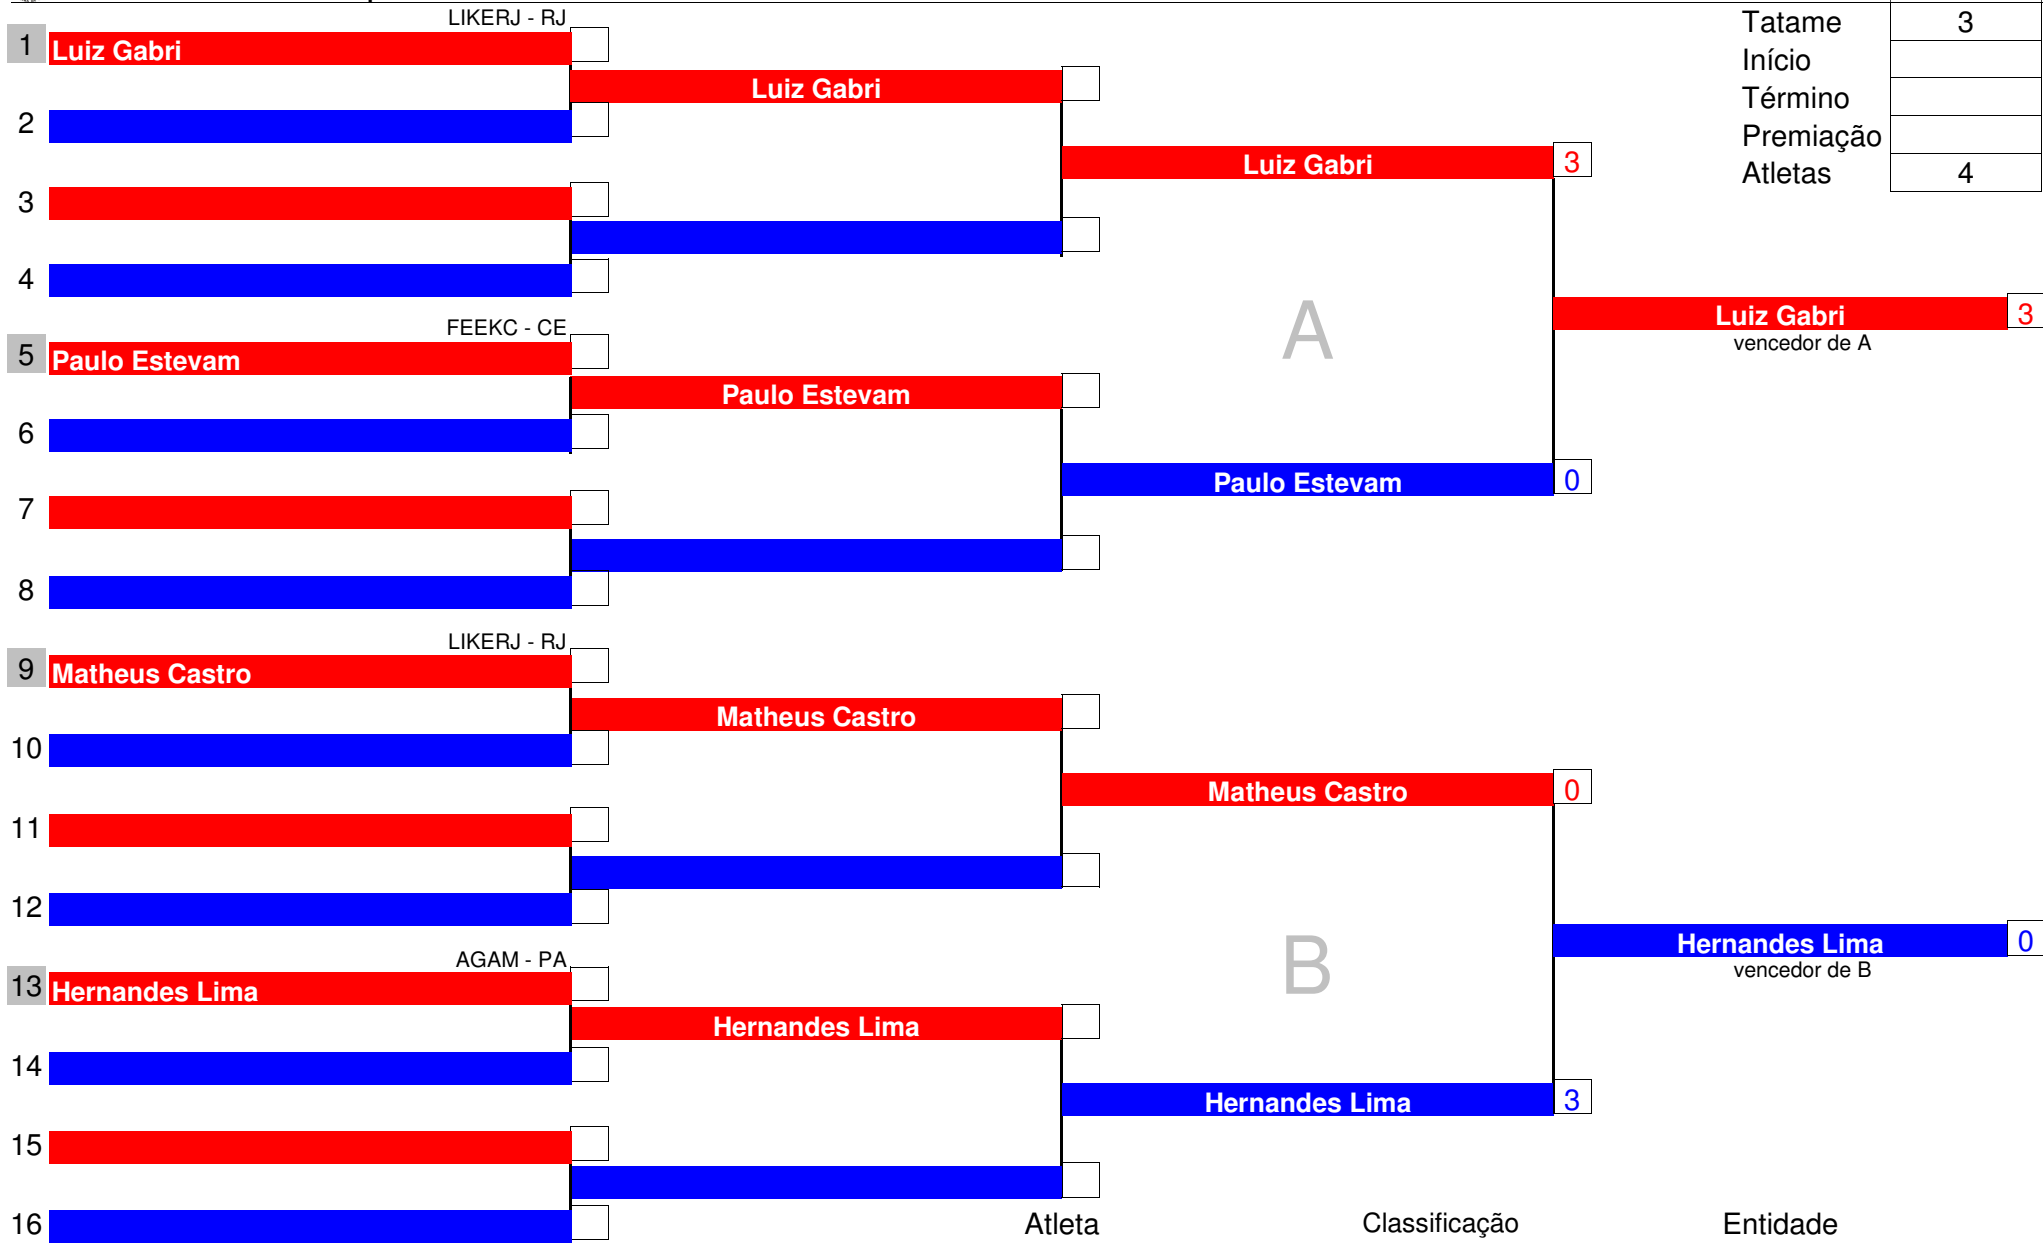 LIKERJ - RJ
Tatame 3
1 Luiz Gabri
Início
Luiz Gabri
Término
2
Premiação
Luiz Gabri 3
Atletas 4
3
4
A
Luiz Gabri 3
FEEKC - CE
vencedor de A
5 Paulo Estevam
Paulo Estevam
6
Paulo Estevam 0
7
8
LIKERJ - RJ
9 Matheus Castro
Matheus Castro
10
Matheus Castro 0
11
12
Hernandes Lima 0
AGAM - PA
B
vencedor de B
13 Hernandes Lima
Hernandes Lima
14
Hernandes Lima 3
15
16
Atleta Classificação Entidade